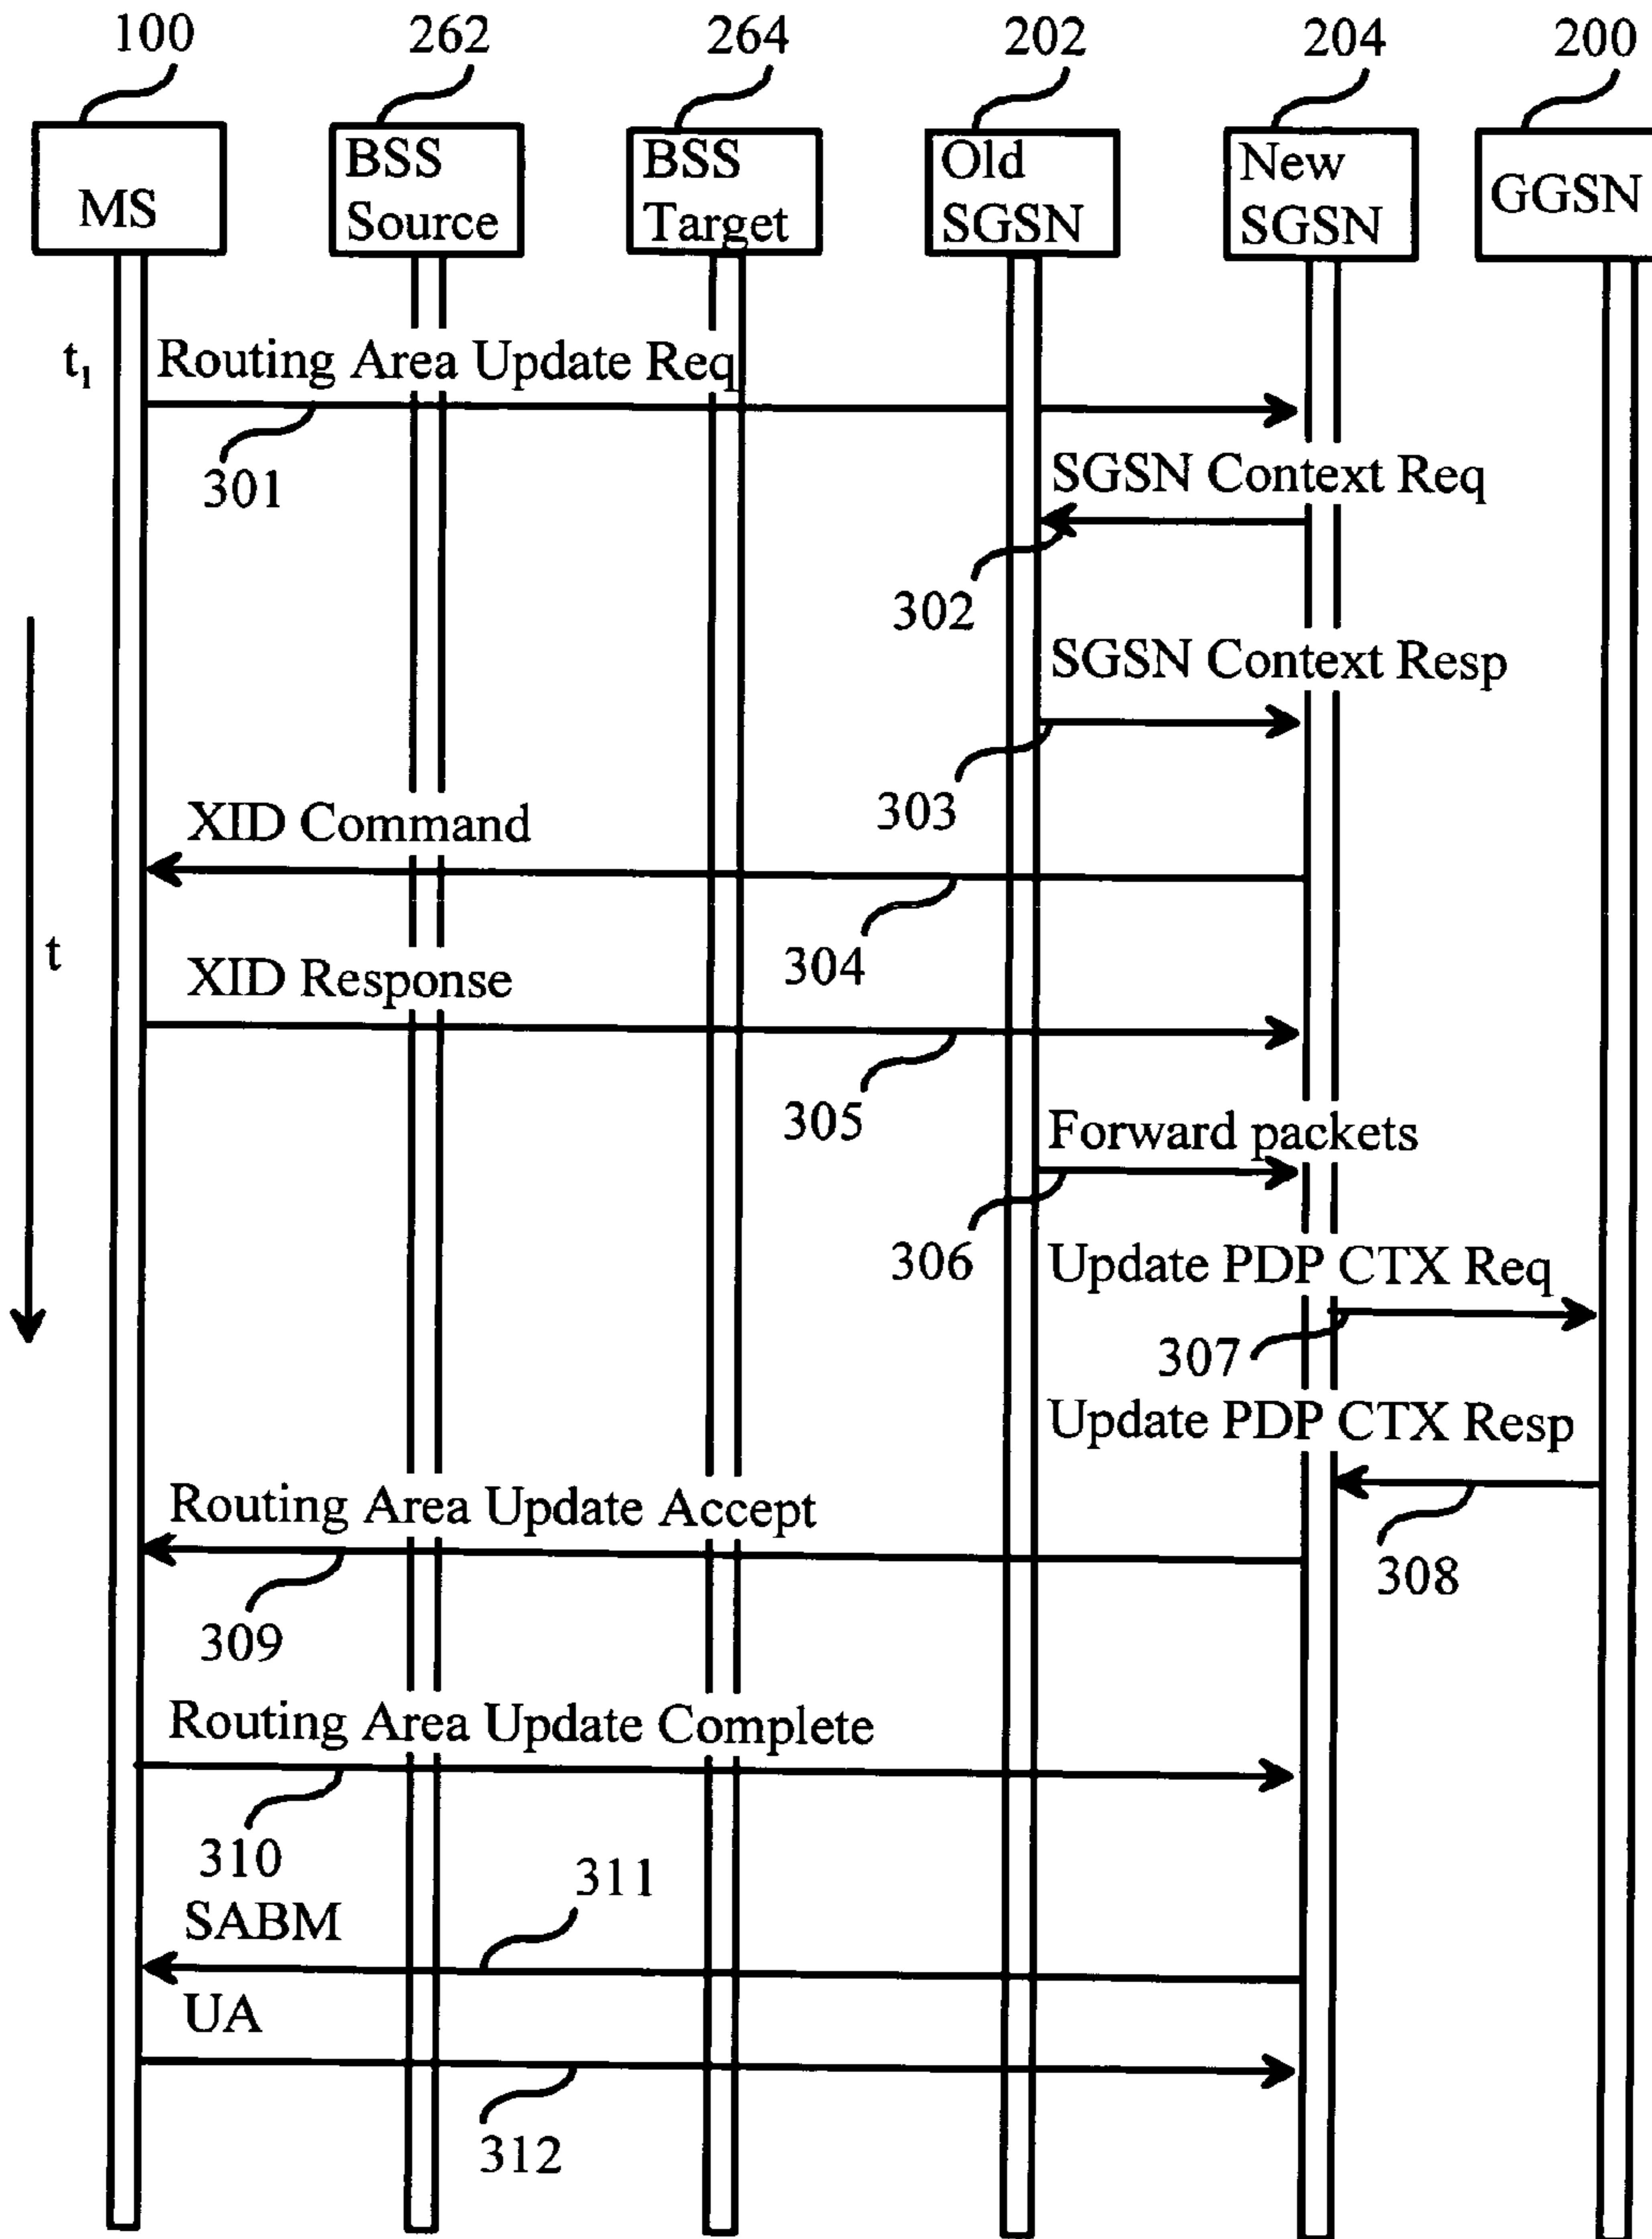 100 262 264 202 204 200
MS
BSS
Source
BSS
Target
Old
SGSN
New
SGSN
GGSN
t1 Routing Area Update Req
301
SGSN Context Req
302
SGSN Context Resp
303
XID Command
304
t
XID Response
305
Forward packets
306
Update PDP CTX Req
307
Update PDP CTX Resp
308
Routing Area Update Accept
309
Routing Area Update Complete
310
311
SABM
UA
312